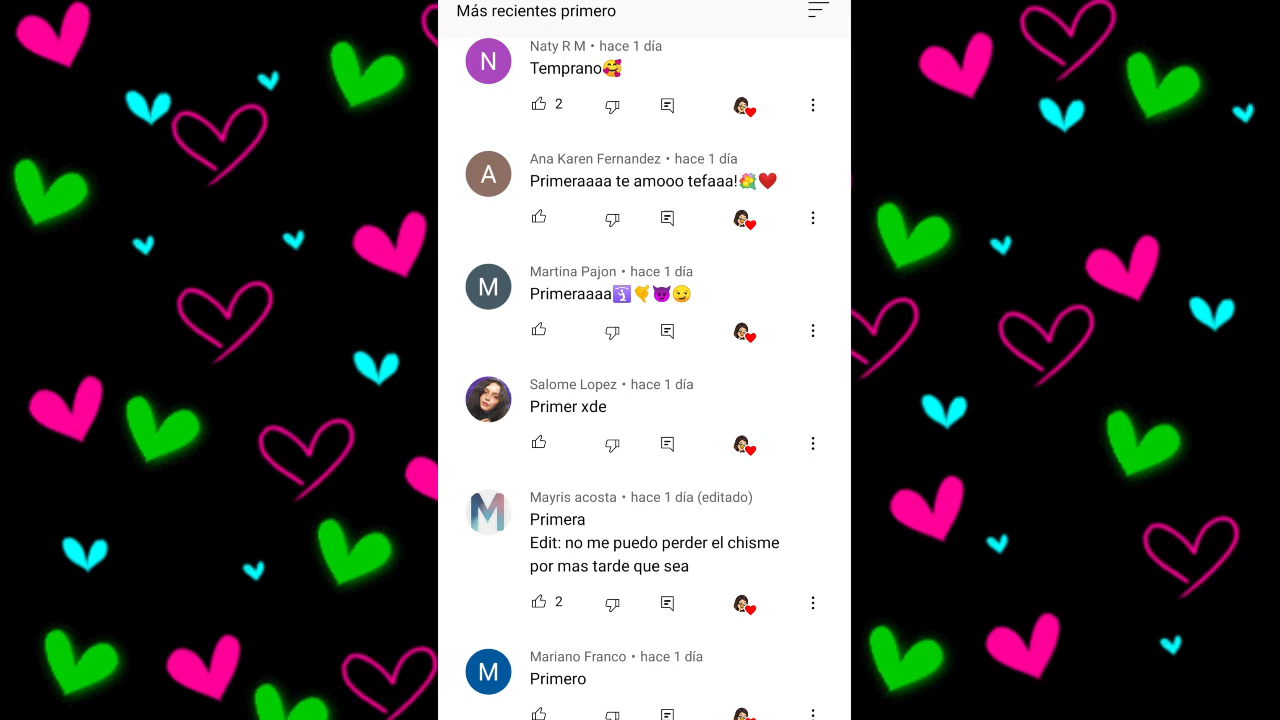 Más recientes primero
N
Naty R M • hace 1 día
Temprano🥰
2
A
Ana Karen Fernandez • hace 1 día
Primeraaaa te amooo tefaaa!💐❤️
M
Martina Pajon • hace 1 día
Primeraaaa🛐🤙😈😏
Salome Lopez • hace 1 día
Primer xde
M
Mayris acosta • hace 1 día (editado)
Primera
Edit: no me puedo perder el chisme
por mas tarde que sea
2
M
Mariano Franco • hace 1 día
Primero